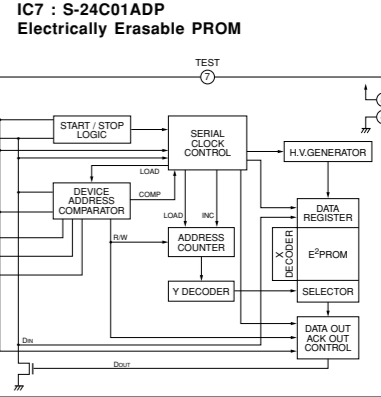 IC7 : S-24C01ADP
Electrically Erasable PROM
TEST
7
START / STOP
LOGIC
SERIAL
CLOCK
CONTROL
H.V.GENERATOR
LOAD
COMP
DEVICE
ADDRESS
COMPARATOR
LOAD
INC
DATA
REGISTER
R/W
ADDRESS
COUNTER
X
DECODER
E²PROM
Y DECODER
SELECTOR
DATA OUT
ACK OUT
CONTROL
DIN
DOUT